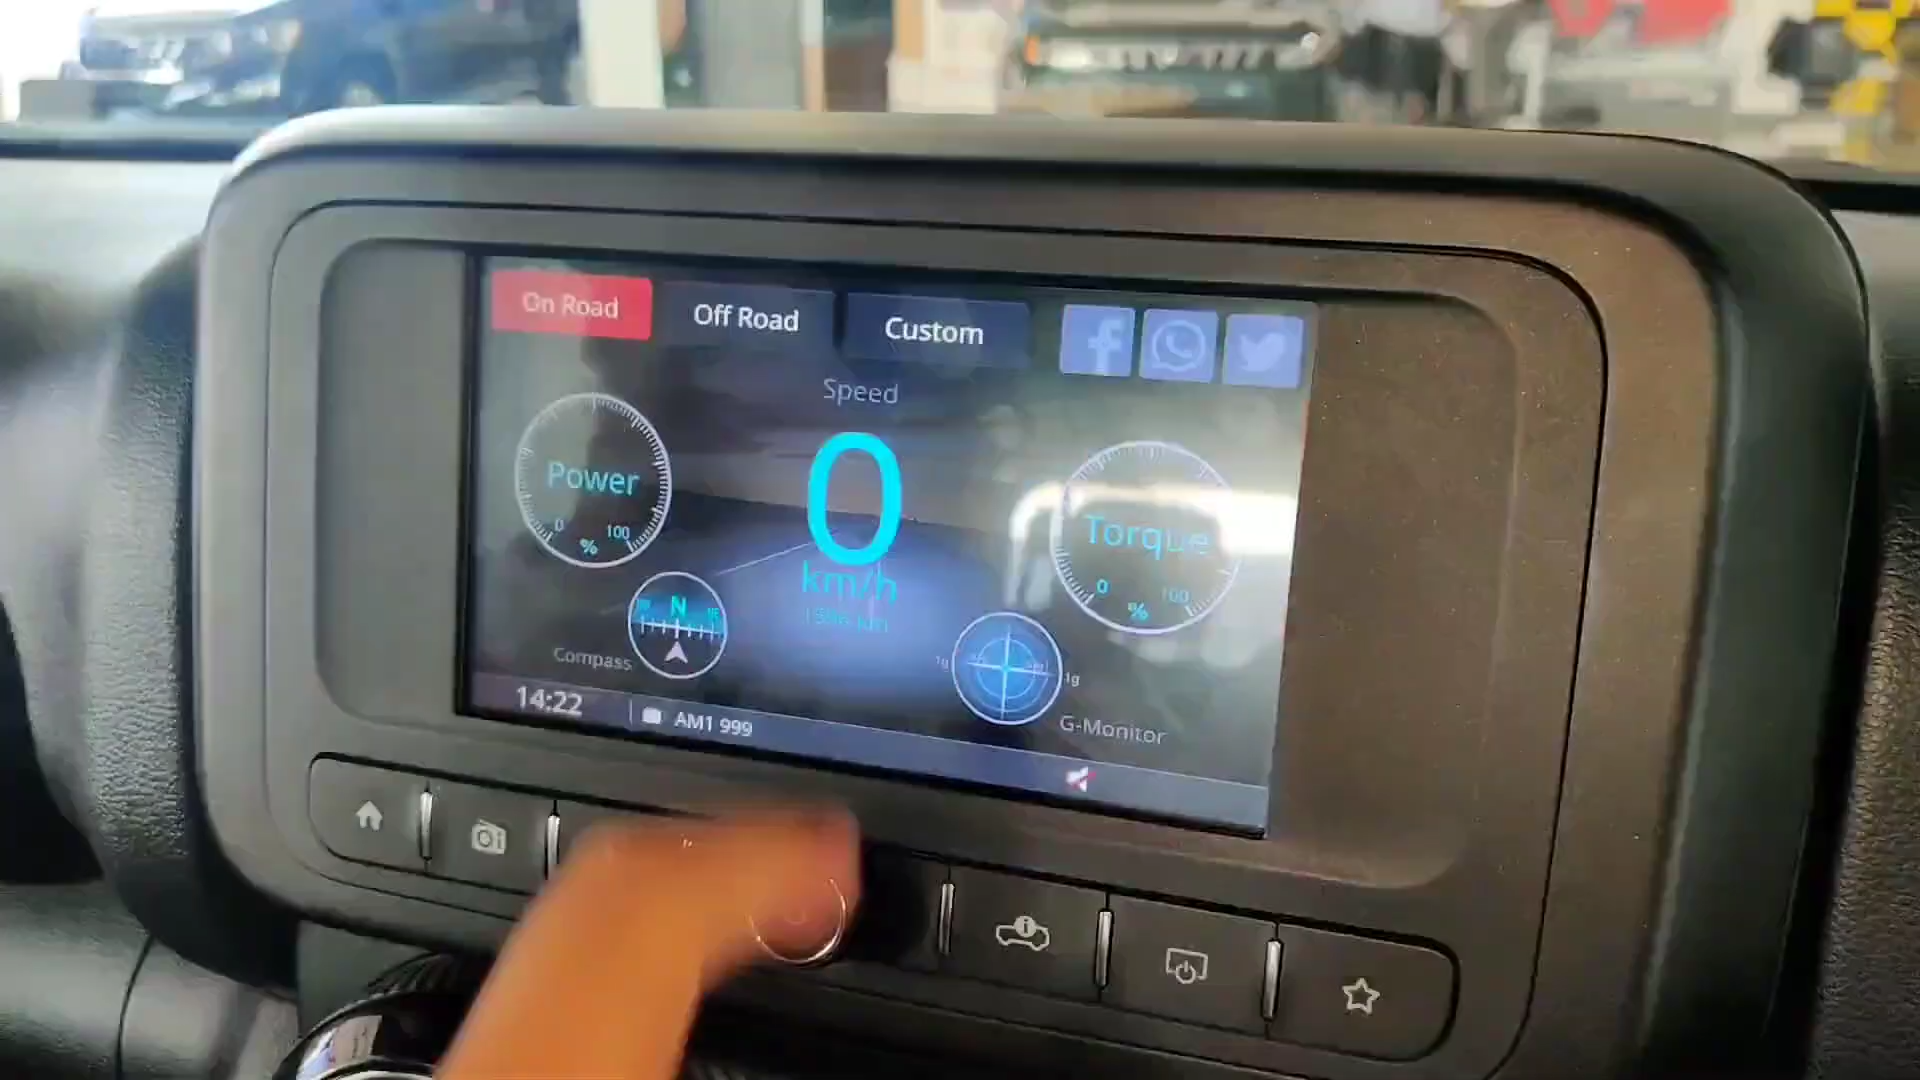 On Road
Off Road
Custom
Speed
Power
0
100
%
0
km/h
Torque
0
100
%
N
NE
Compass
1g
1g
G-Monitor
14:22
AM1 999